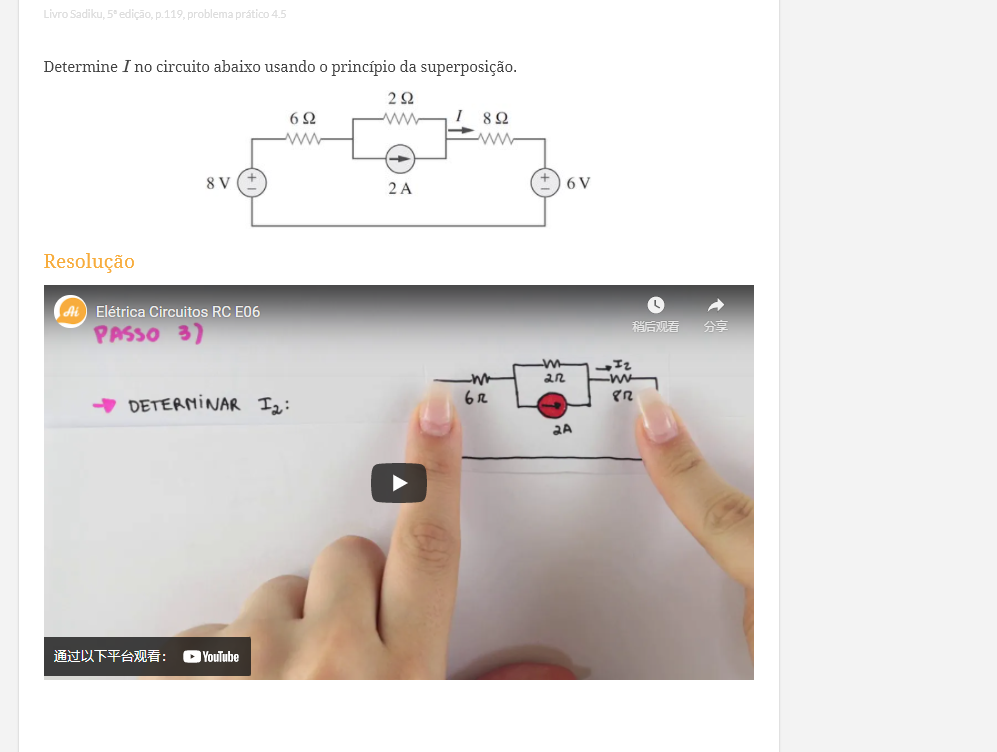 Livro Sadiku, 5ª edição, p.119, problema prático 4.5
Determine I no circuito abaixo usando o princípio da superposição.
2 Ω
6 Ω
I
8 Ω
8 V
+
−
2 A
+
−
6 V
Resolução
Ai
Elétrica Circuitos RC E06
稍后观看
分享
PASSO 3)
I2
2Ω
6Ω
8Ω
DETERMINAR I2:
2A
通过以下平台观看：
YouTube